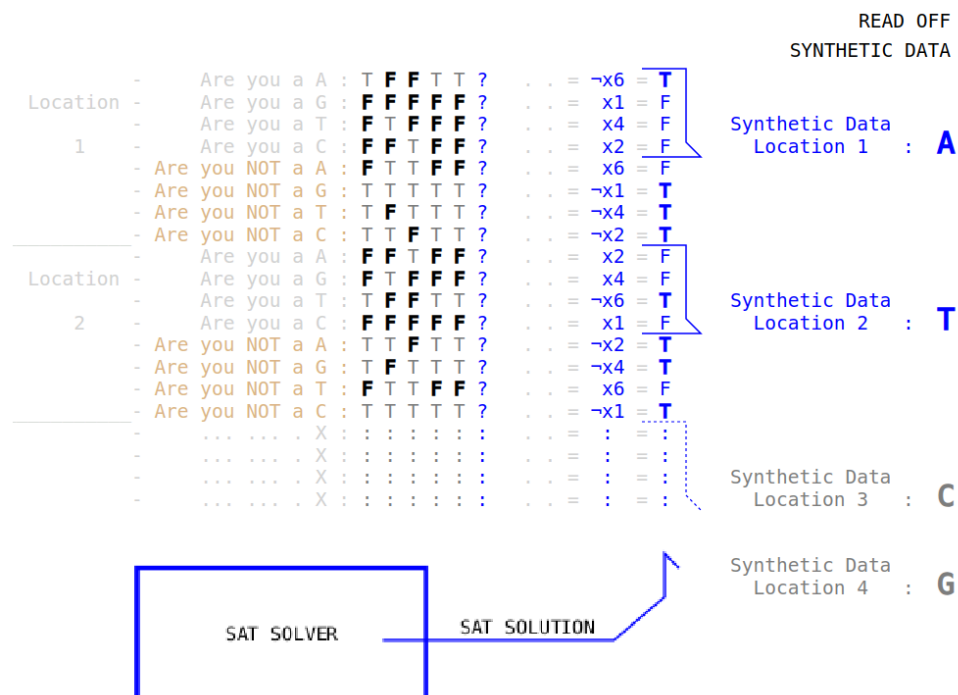 READ OFF
SYNTHETIC DATA
- Are you a A : T F F T T ? . . = ¬x6 = T
Location - Are you a G : F F F F F ? . . = x1 = F
- Are you a T : F T F F F ? . . = x4 = F Synthetic Data
1 - Are you a C : F F T F F ? . . = x2 = F Location 1 : A
- Are you NOT a A : F T T F F ? . . = x6 = F
- Are you NOT a G : T T T T T ? . . = ¬x1 = T
- Are you NOT a T : T F T T T ? . . = ¬x4 = T
- Are you NOT a C : T T F T T ? . . = ¬x2 = T
- Are you a A : F F T F F ? . . = x2 = F
Location - Are you a G : F T F F F ? . . = x4 = F
- Are you a T : T F F T T ? . . = ¬x6 = T Synthetic Data
2 - Are you a C : F F F F F ? . . = x1 = F Location 2 : T
- Are you NOT a A : T T F T T ? . . = ¬x2 = T
- Are you NOT a G : T F T T T ? . . = ¬x4 = T
- Are you NOT a T : F T T F F ? . . = x6 = F
- Are you NOT a C : T T T T T ? . . = ¬x1 = T
- ... ... . X : : : : : : : . . = : = :
- ... ... . X : : : : : : : . . = : = :
- ... ... . X : : : : : : : . . = : = : Synthetic Data
- ... ... . X : : : : : : : . . = : = : Location 3 : C
Synthetic Data
Location 4 : G
SAT SOLVER
SAT SOLUTION